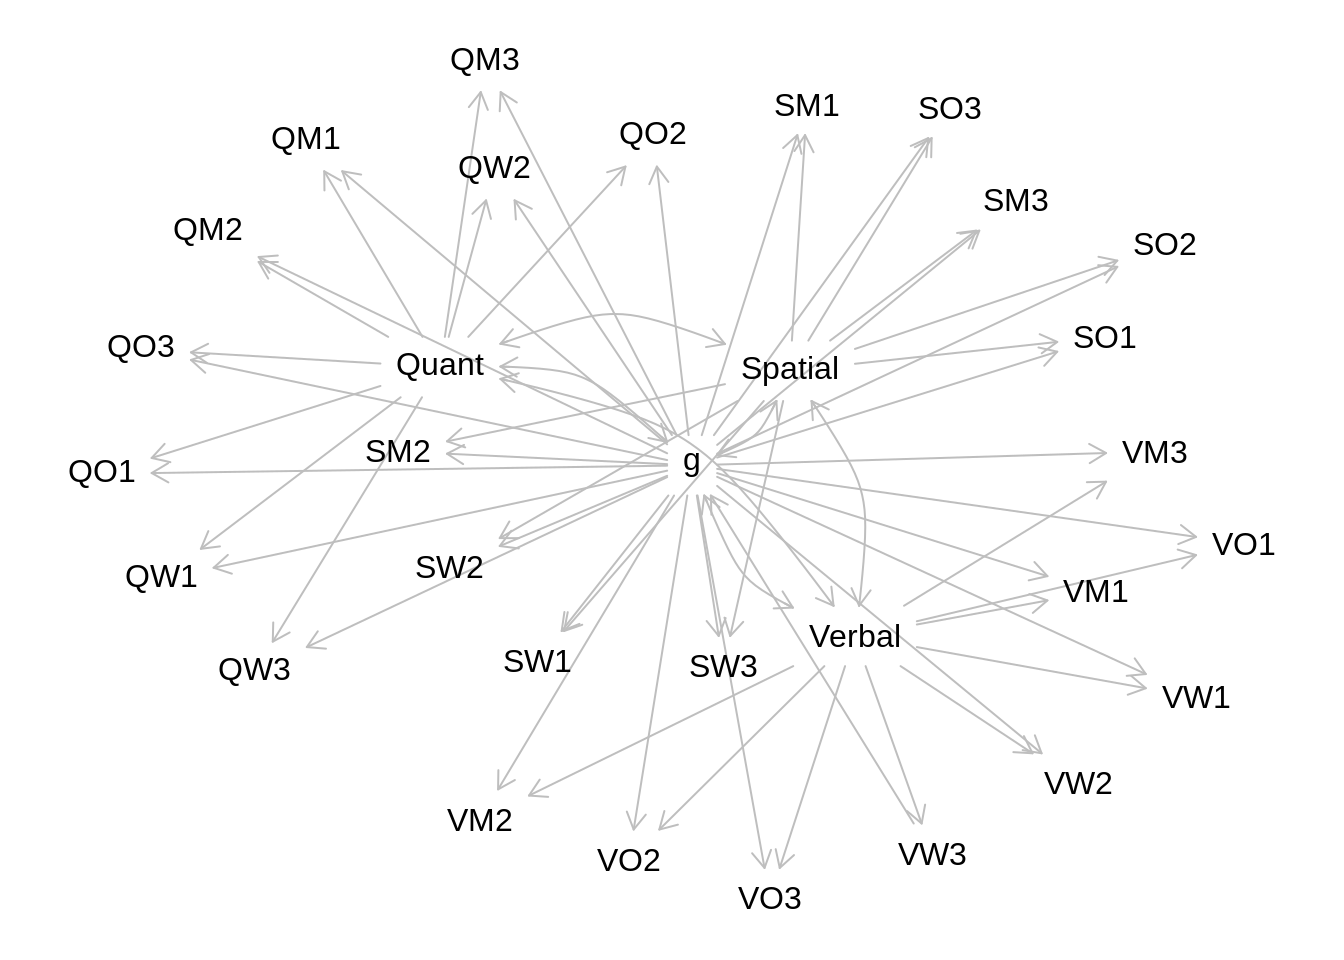 QM3
SM1
SO3
QM1
QO2
QW2
SM3
QM2
SO2
SO1
QO3
Quant
Spatial
SM2
VM3
g
QO1
VO1
SW2
QW1
VM1
Verbal
SW1
SW3
QW3
VW1
VW2
VM2
VW3
VO2
VO3